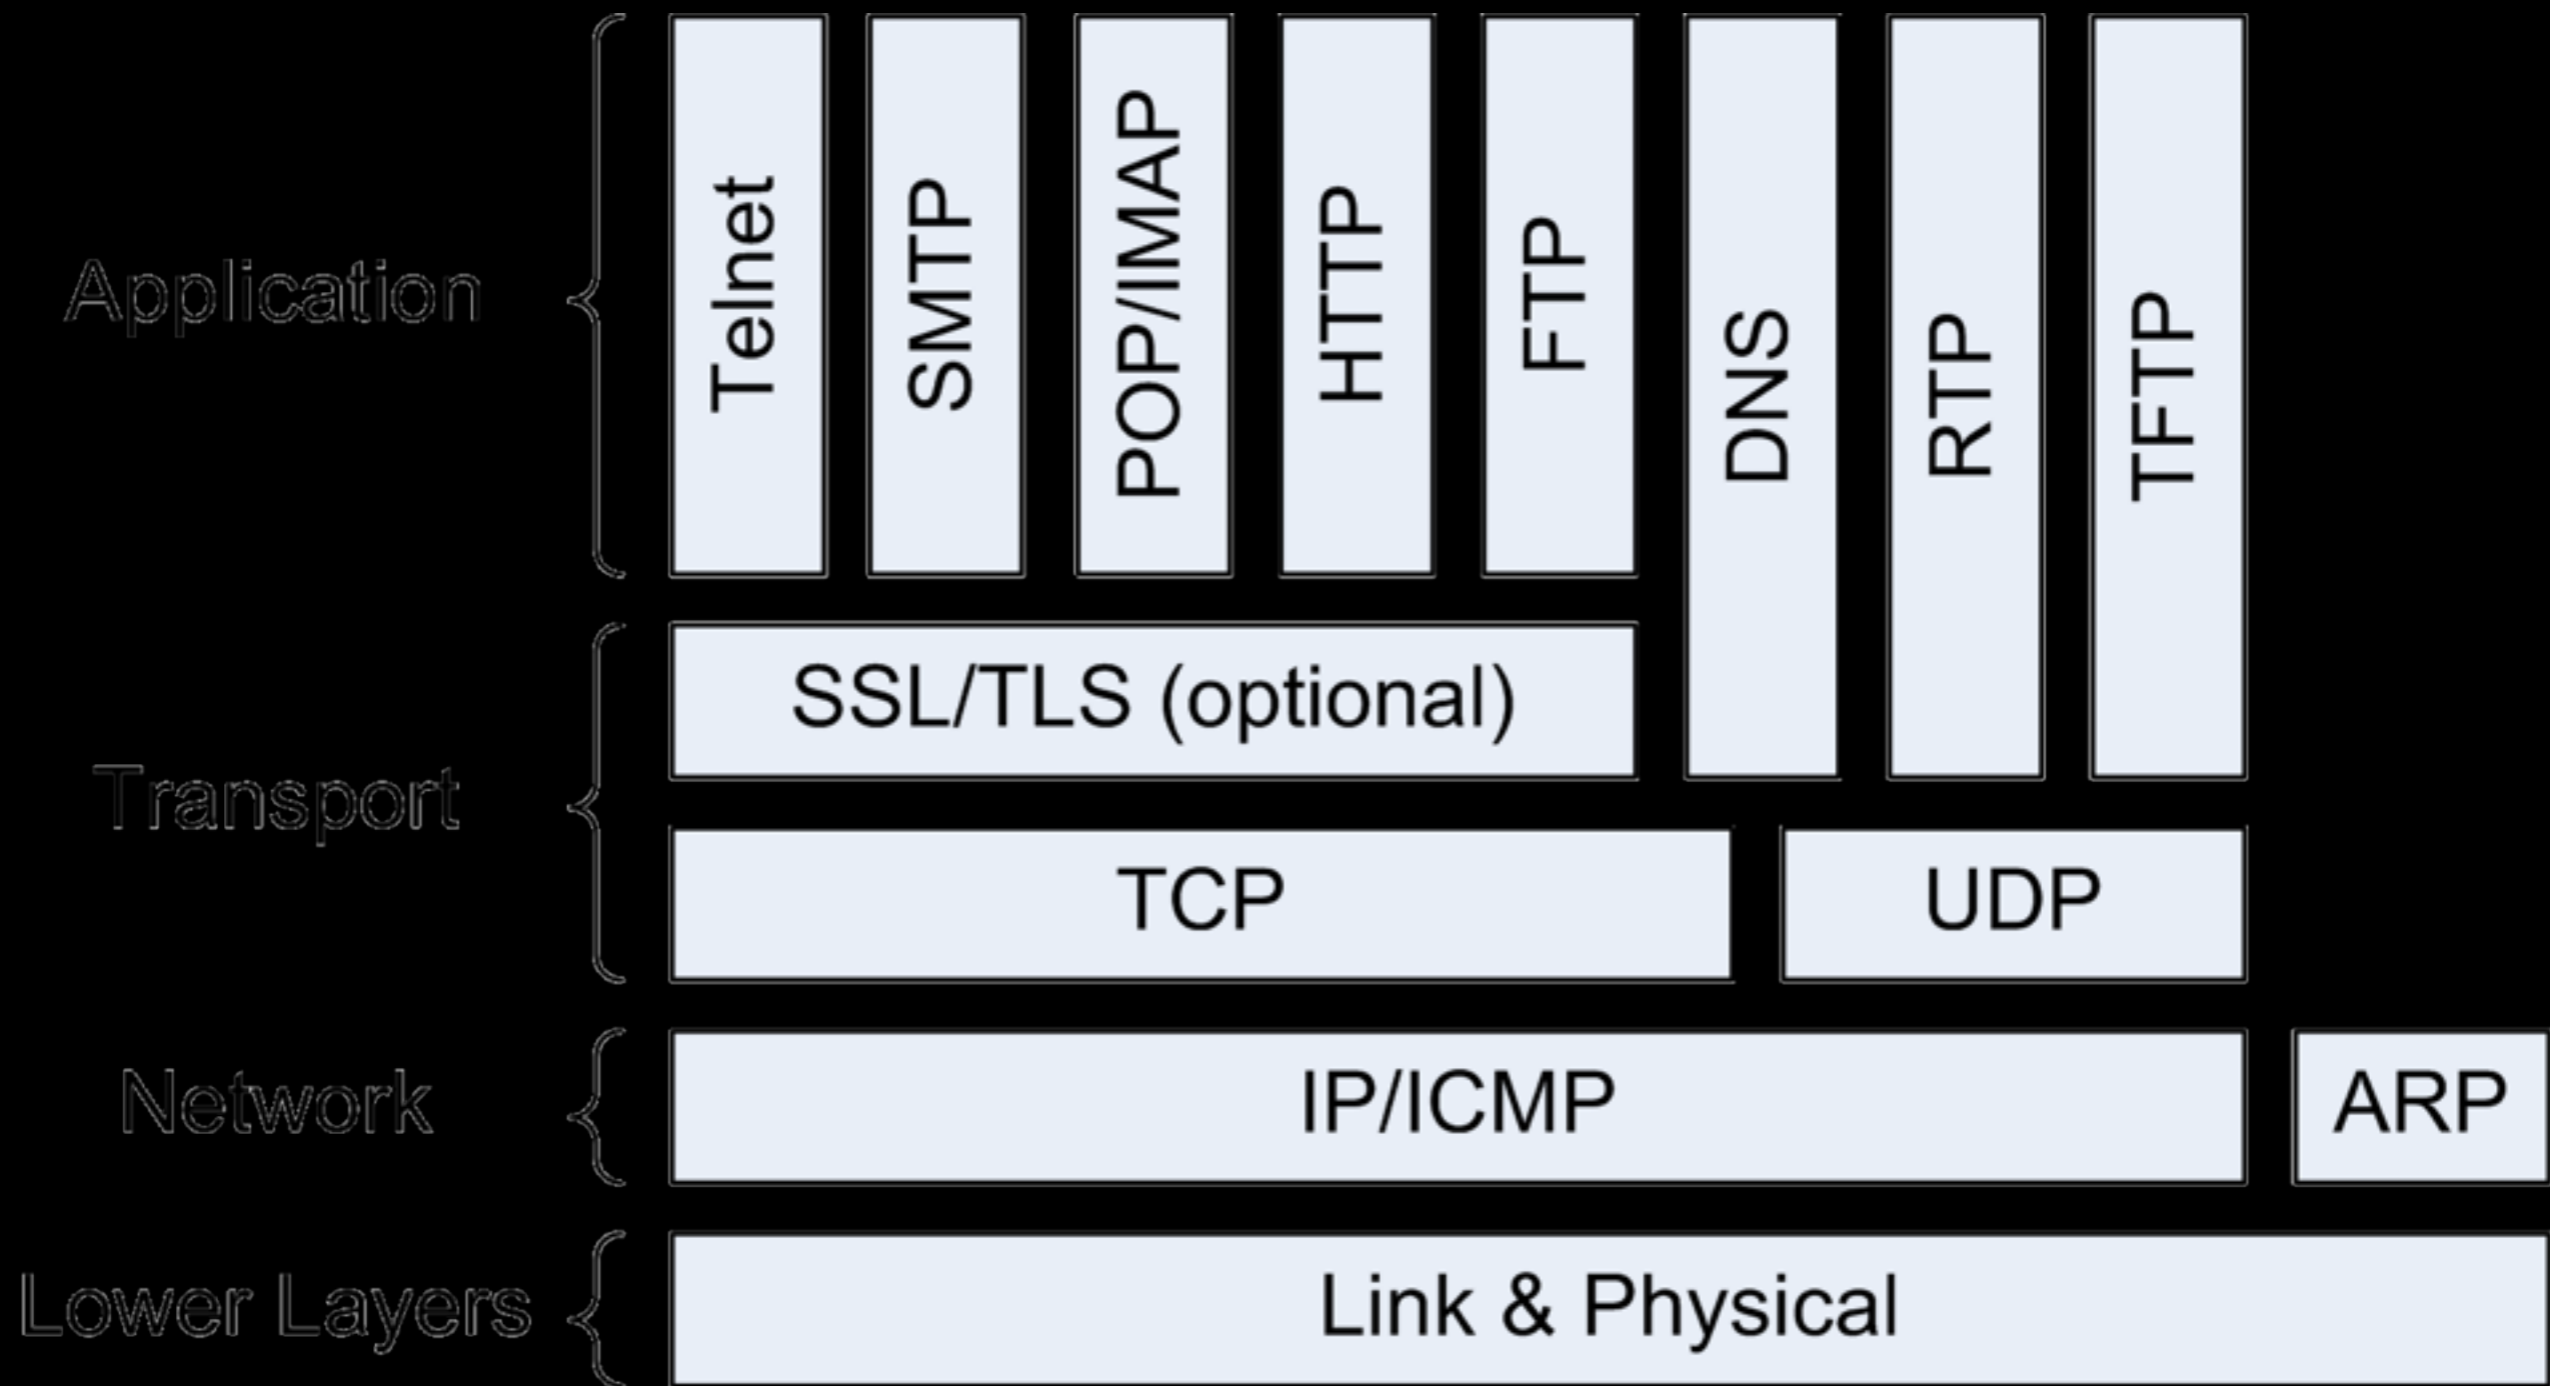 Application
Telnet
SMTP
POP/IMAP
HTTP
FTP
DNS
RTP
TFTP
Transport
SSL/TLS (optional)
TCP
UDP
Network
IP/ICMP
ARP
Lower Layers
Link & Physical